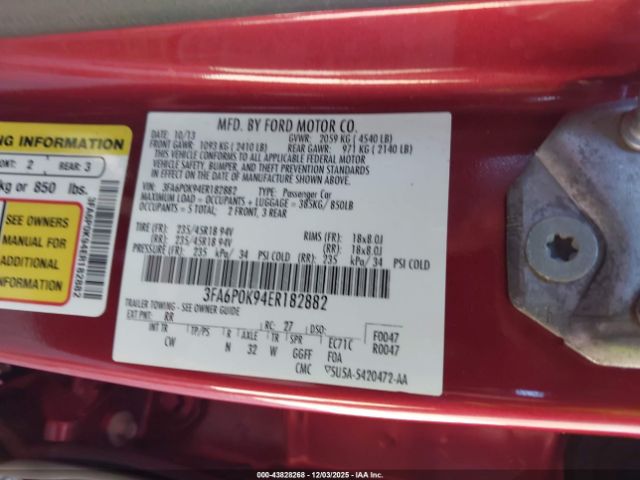 NG INFORMATION
ONT: 2 REAR: 3
kg or 850 lbs.
SEE OWNERS
MANUAL FOR
ADDITIONAL
INFORMATION
3FA6P0K94ER182882
MFD. BY FORD MOTOR CO.
DATE: 10/13 GVWR: 2059 KG ( 4540 LB)
FRONT GAWR: 1093 KG ( 2410 LB) REAR GAWR: 971 KG ( 2140 LB)
THIS VEHICLE CONFORMS TO ALL APPLICABLE FEDERAL MOTOR
VEHICLE SAFETY, BUMPER, AND THEFT PREVENTION STANDARDS IN
EFFECT ON THE DATE OF MANUFACTURE SHOWN ABOVE.
VIN: 3FA6P0K94ER182882 TYPE: Passenger Car
MAXIMUM LOAD = OCCUPANTS + LUGGAGE = 385KG/850LB
OCCUPANTS = 5 TOTAL; 2 FRONT, 3 REAR
TIRE (FR): 235/45R18 94V RIMS (FR): 18x8.0J
(RR): 235/45R18 94V (RR): 18x8.0J
PRESSURE (FR): 235 kPa/ 34 PSI COLD (RR): 235 kPa/ 34 PSI COLD
3FA6P0K94ER182882
TRAILER TOWING - SEE OWNER GUIDE
EXT PNT: RR RC: 27 DSO: F0047
INT TR TP/PS R AXLE TR SPR EC71C R0047
CW N 32 W GGFF F0A
CMC 5U5A-5420472-AA
000-43828268 - 12/03/2025 - IAAI.COM